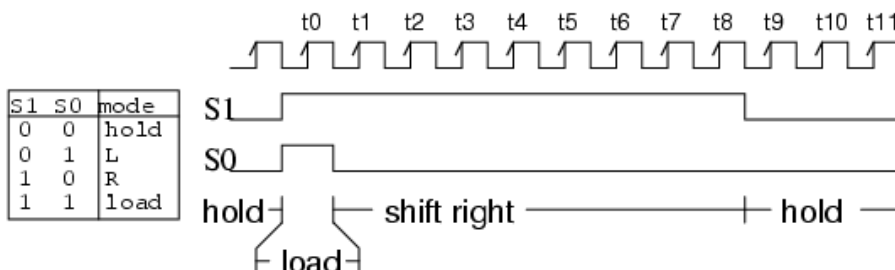 t0 t1 t2 t3 t4 t5 t6 t7 t8 t9 t10 t11
S1 S0 mode
0 0 hold
0 1 L
1 0 R
1 1 load
S1
S0
hold shift right hold
load